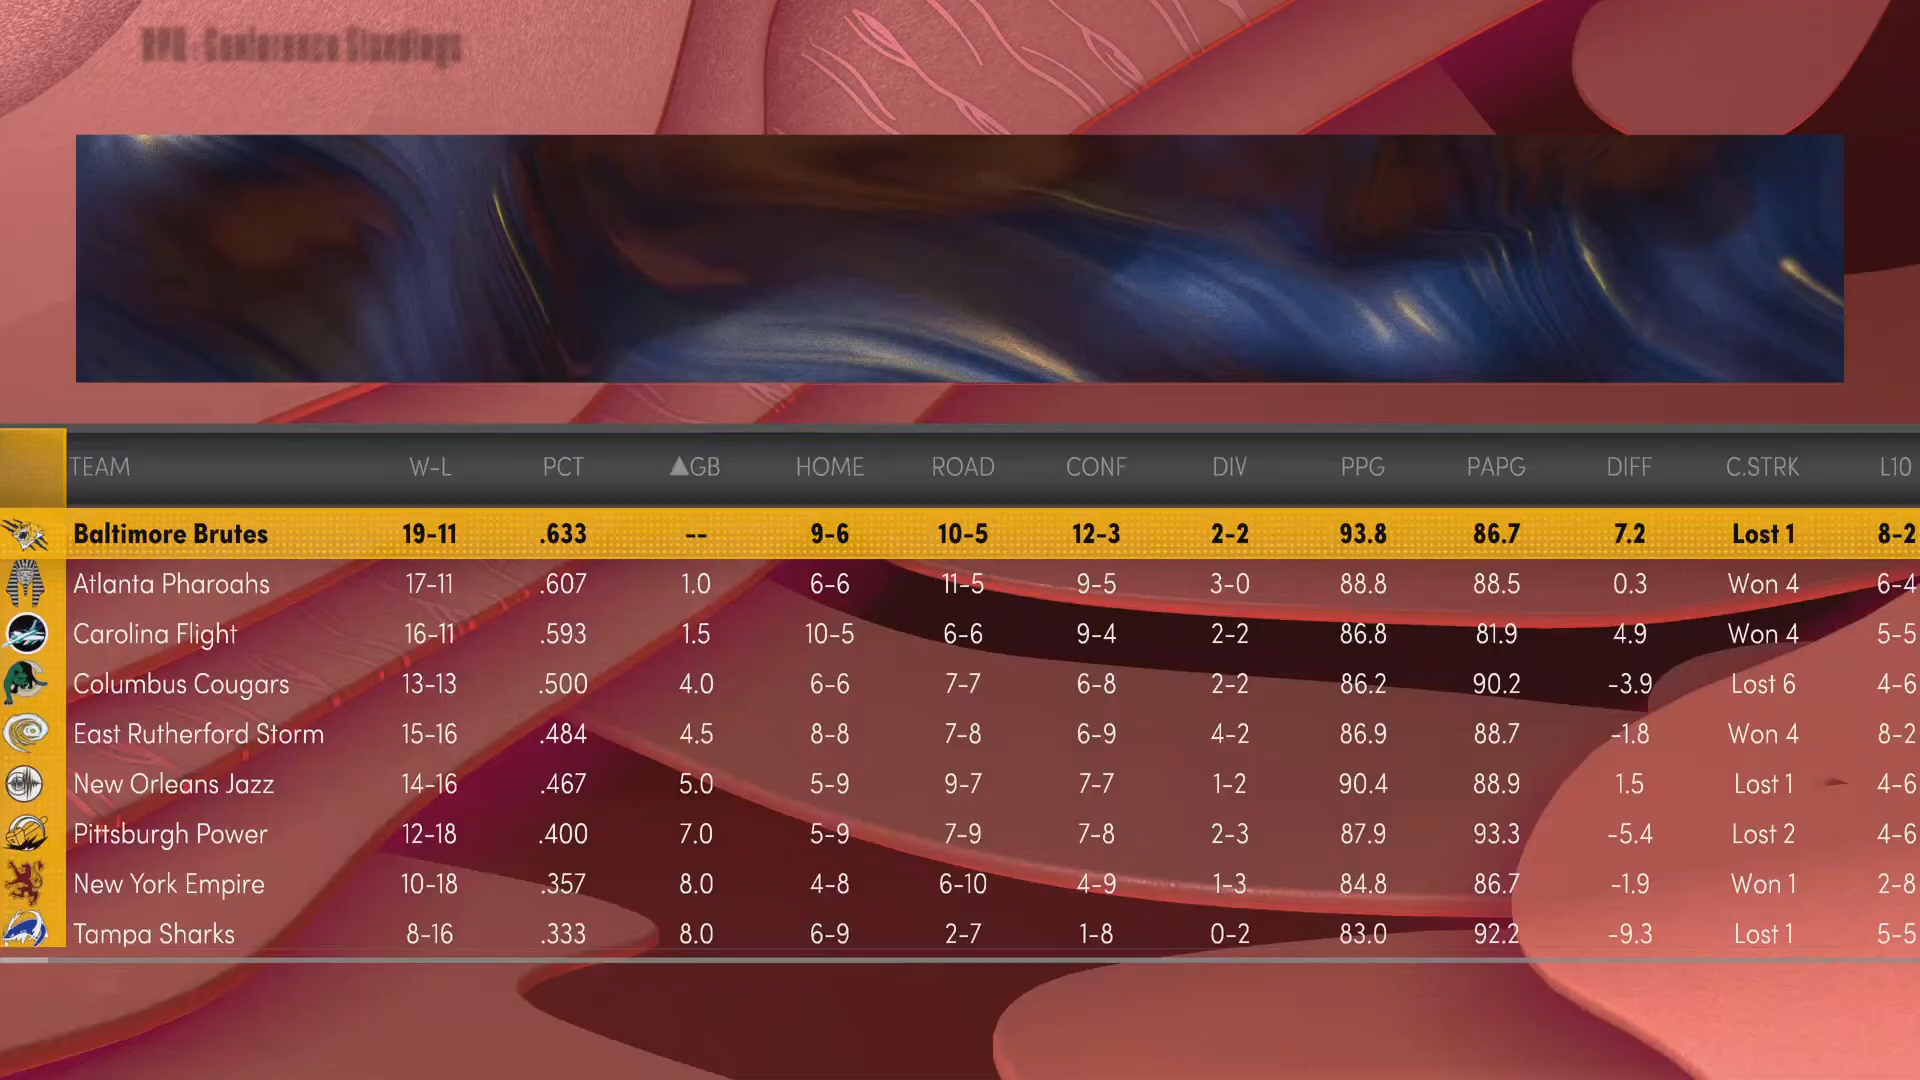 Conference Standings
TEAM W-L PCT ▲GB HOME ROAD CONF DIV PPG PAPG DIFF C.STRK L10
Baltimore Brutes 19-11 .633 -- 9-6 10-5 12-3 2-2 93.8 86.7 7.2 Lost 1 8-2
Atlanta Pharoahs 17-11 .607 1.0 6-6 11-5 9-5 3-0 88.8 88.5 0.3 Won 4 6-4
Carolina Flight 16-11 .593 1.5 10-5 6-6 9-4 2-2 86.8 81.9 4.9 Won 4 5-5
Columbus Cougars 13-13 .500 4.0 6-6 7-7 6-8 2-2 86.2 90.2 -3.9 Lost 6 4-6
East Rutherford Storm 15-16 .484 4.5 8-8 7-8 6-9 4-2 86.9 88.7 -1.8 Won 4 8-2
New Orleans Jazz 14-16 .467 5.0 5-9 9-7 7-7 1-2 90.4 88.9 1.5 Lost 1 4-6
Pittsburgh Power 12-18 .400 7.0 5-9 7-9 7-8 2-3 87.9 93.3 -5.4 Lost 2 4-6
New York Empire 10-18 .357 8.0 4-8 6-10 4-9 1-3 84.8 86.7 -1.9 Won 1 2-8
Tampa Sharks 8-16 .333 8.0 6-9 2-7 1-8 0-2 83.0 92.2 -9.3 Lost 1 5-5